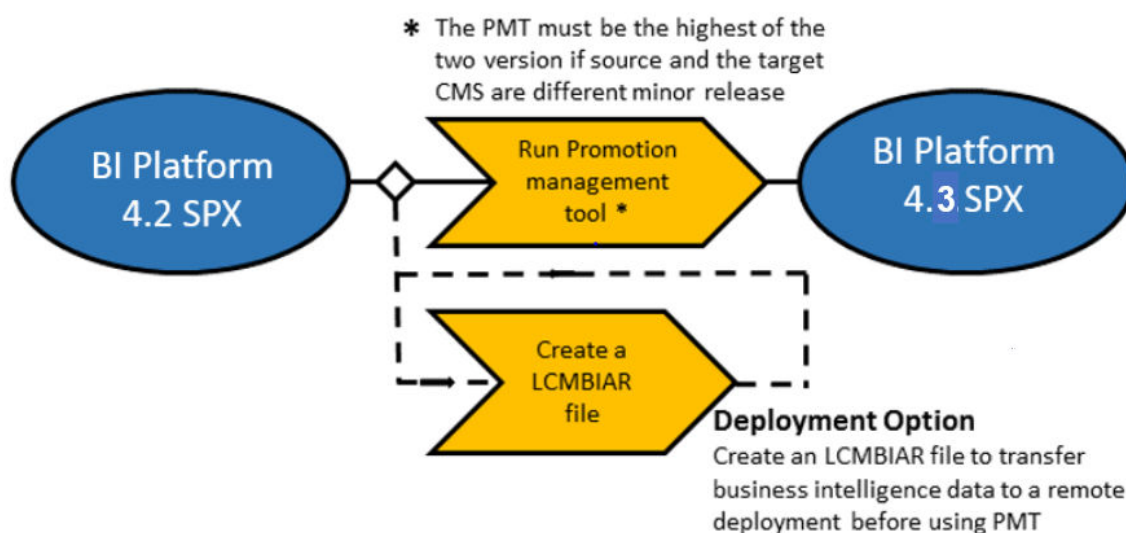 * The PMT must be the highest of the
two version if source and the target
CMS are different minor release
BI Platform
4.2 SPX
Run Promotion
management
tool *
BI Platform
4.3 SPX
Create a
LCMBIAR
file
Deployment Option
Create an LCMBIAR file to transfer
business intelligence data to a remote
deployment before using PMT